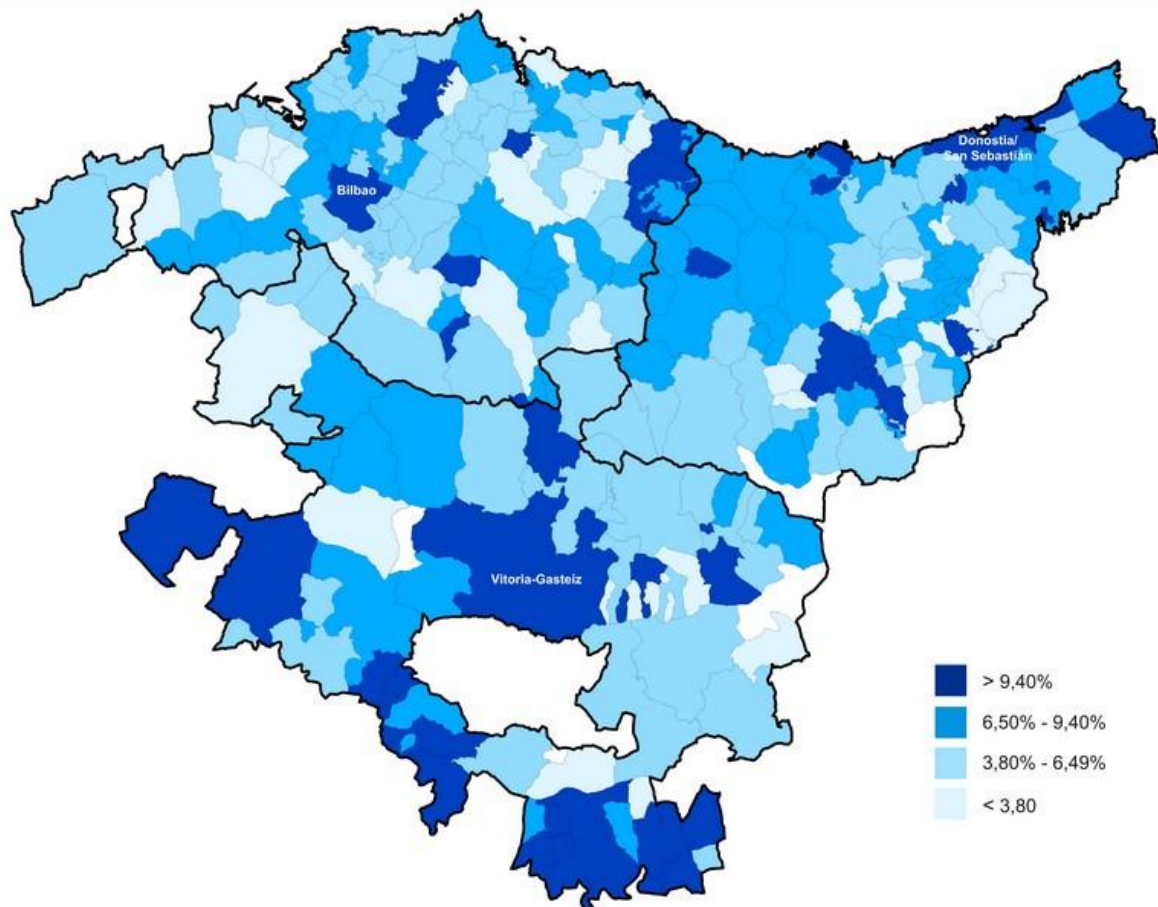 Donostia/
San Sebastián
Bilbao
Vitoria-Gasteiz
> 9,40%
6,50% - 9,40%
3,80% - 6,49%
< 3,80